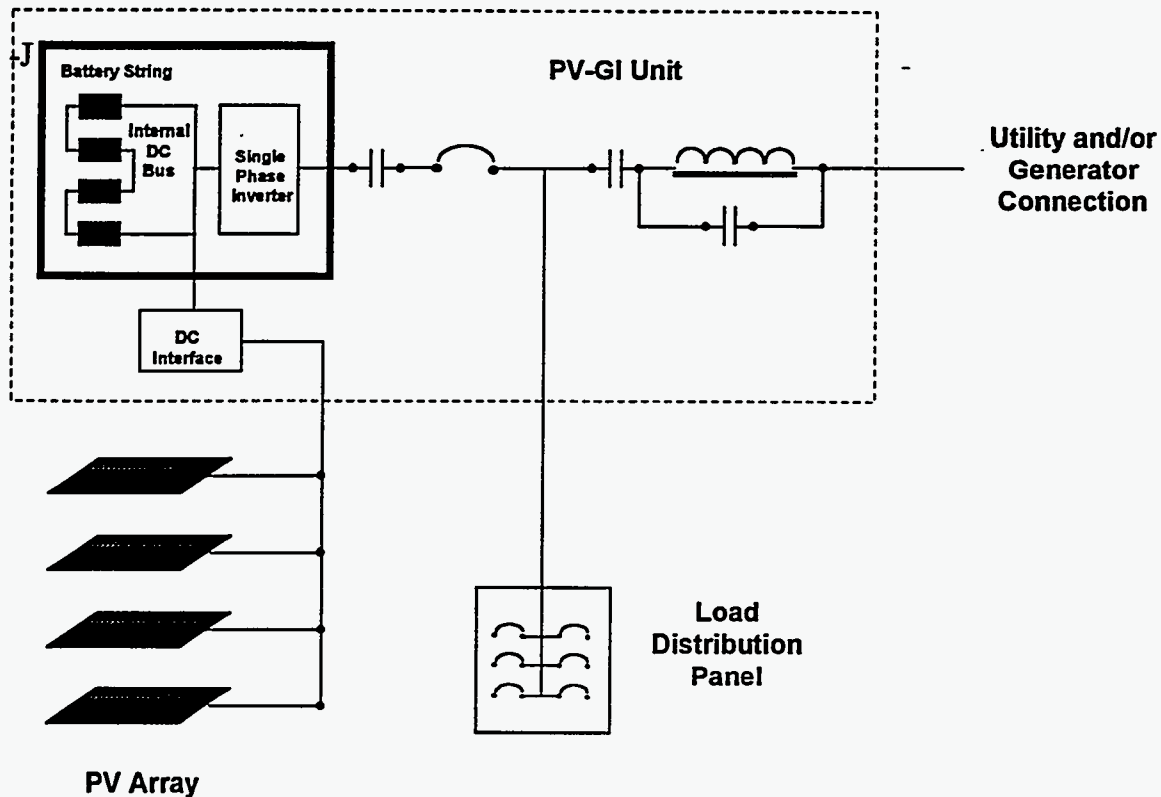 -J
Battery String
PV-GI Unit
Internal
DC
Bus
Single
Phase
Inverter
Utility and/or
Generator
Connection
DC
Interface
Load
Distribution
Panel
PV Array